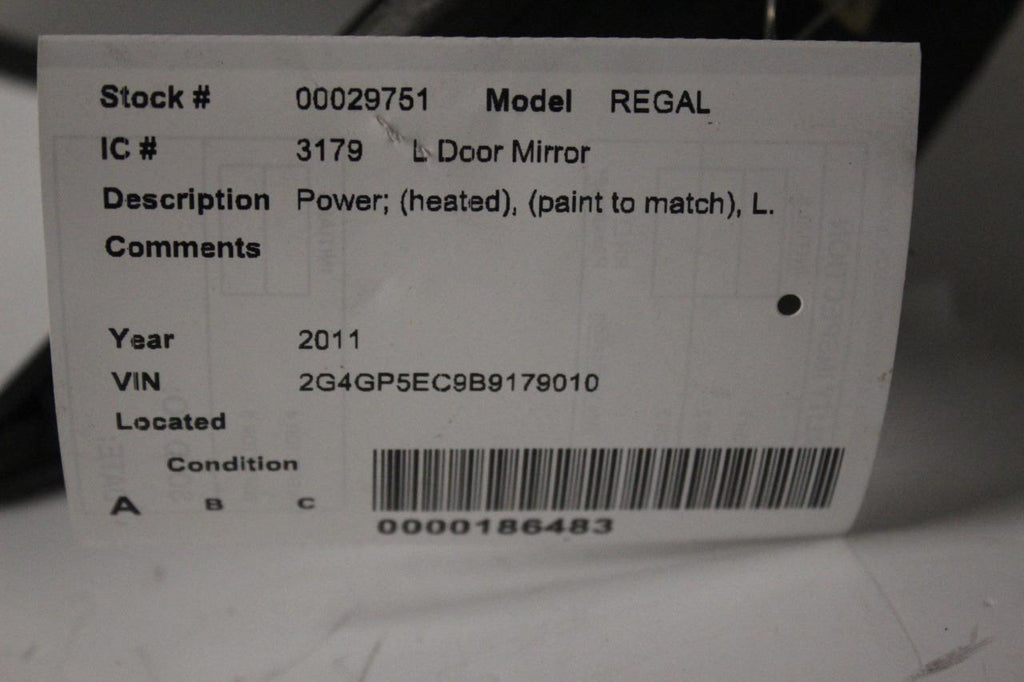 Stock # 00029751 Model REGAL
IC # 3179 L Door Mirror
Description Power; (heated), (paint to match), L.
Comments
Year 2011
VIN 2G4GP5EC9B9179010
Located
Condition
A B C
0000186483